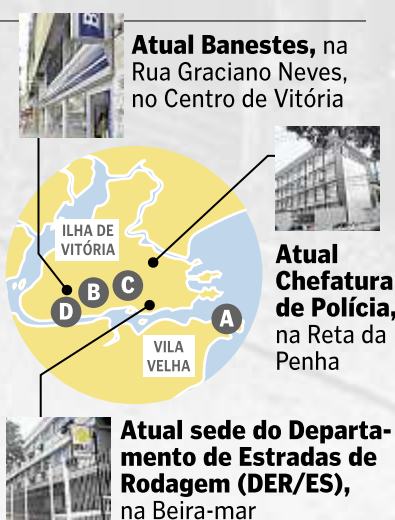 Atual Banestes, na
Rua Graciano Neves,
no Centro de Vitória
ILHA DE
VITÓRIA
B
C
D
A
VILA
VELHA
Atual
Chefatura
de Polícia,
na Reta da
Penha
Atual sede do Departa-
mento de Estradas de
Rodagem (DER/ES),
na Beira-mar